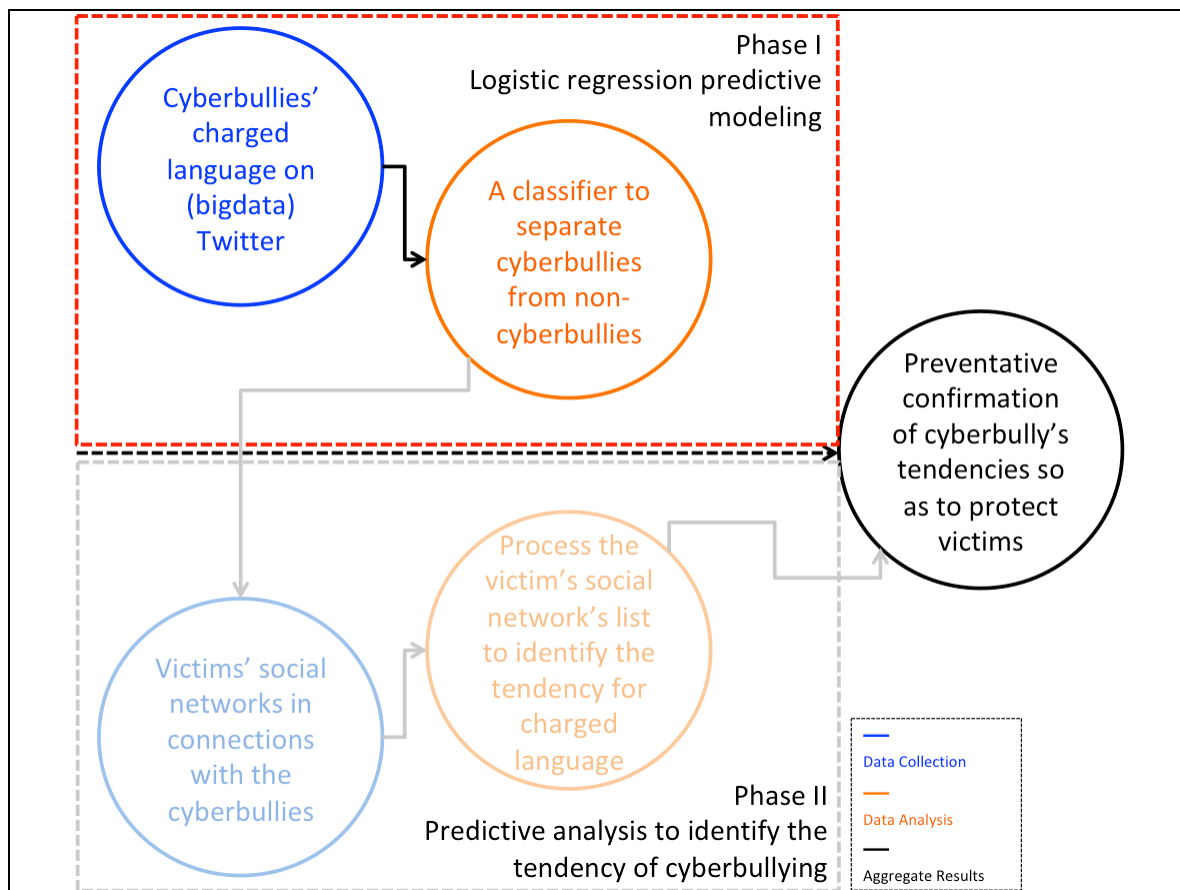 Phase I
Logistic regression predictive
modeling
Cyberbullies’
charged
language on
(bigdata)
Twitter
A classifier to
separate
cyberbullies
from non-
cyberbullies
Preventative
confirmation
of cyberbully’s
tendencies so
as to protect
victims
Process the
victim’s social
network’s list
to identify the
tendency for
charged
language
Victims’ social
networks in
connections
with the
cyberbullies
Phase II
Predictive analysis to identify the
tendency of cyberbullying
Data Collection
Data Analysis
Aggregate Results